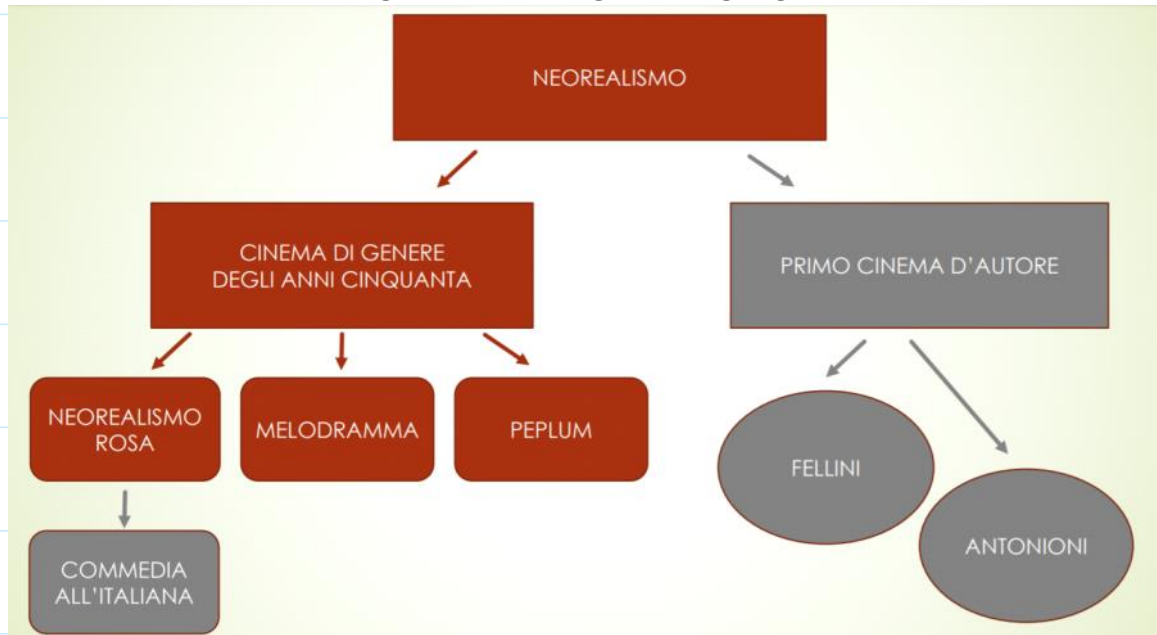 NEOREALISMO
CINEMA DI GENERE
DEGLI ANNI CINQUANTA
PRIMO CINEMA D'AUTORE
NEOREALISMO
ROSA
MELODRAMMA
PEPLUM
FELLINI
ANTONIONI
COMMEDIA
ALL'ITALIANA